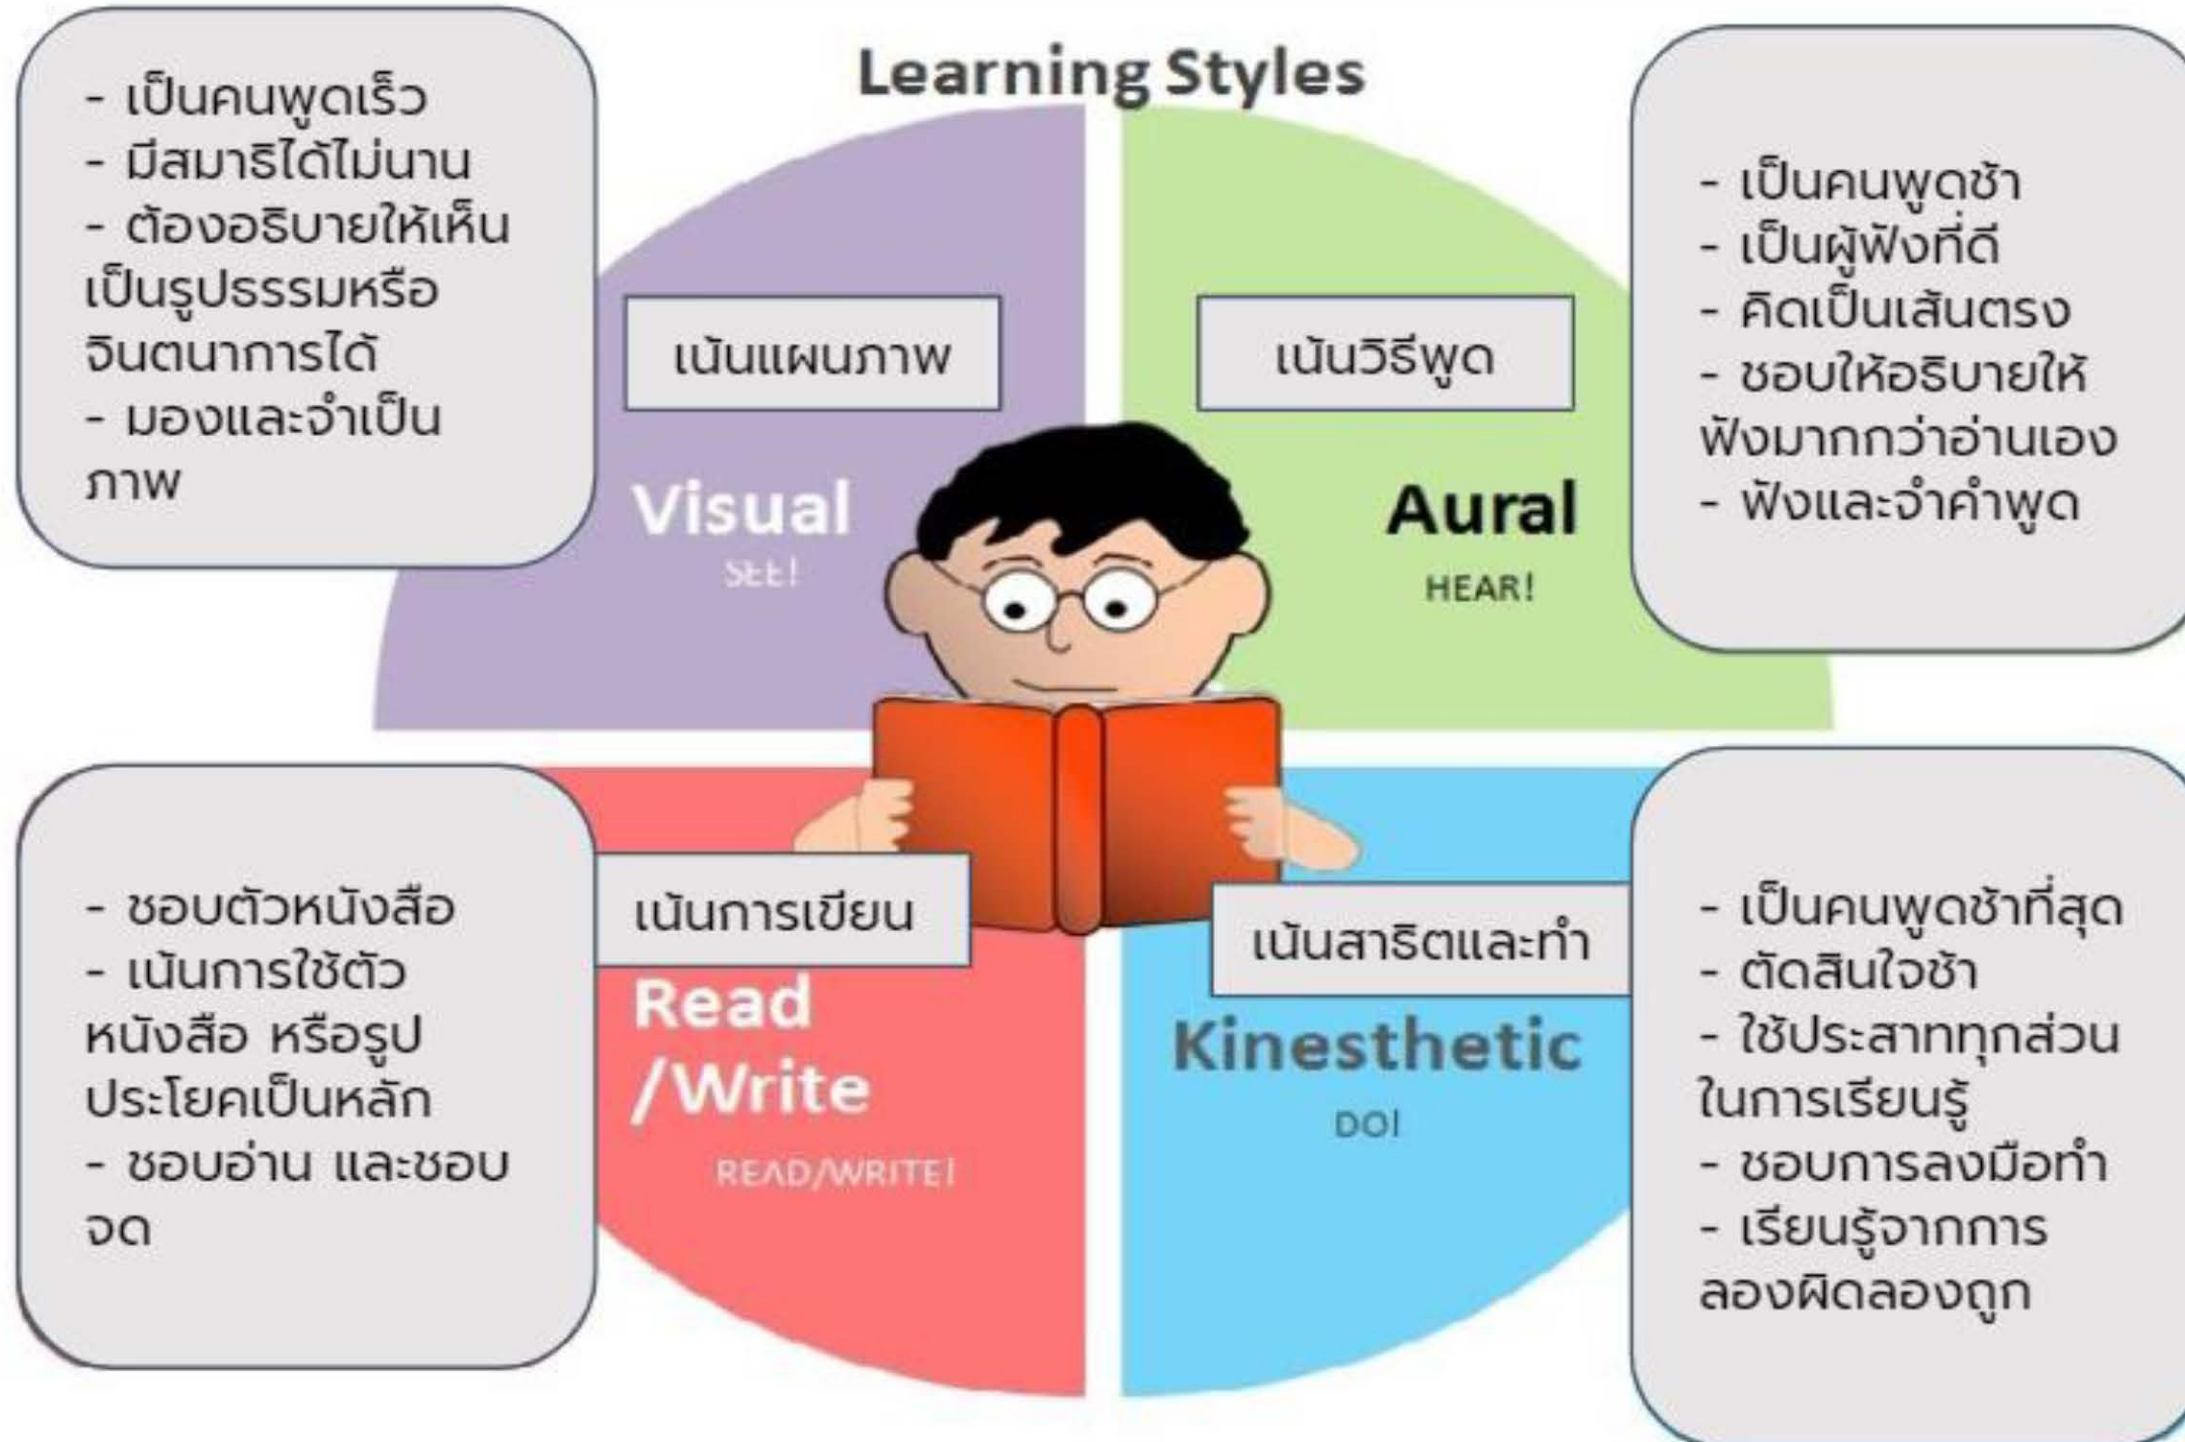 Learning Styles
- เป็นคนพูดเร็ว
- มีสมาธิได้ไม่นาน
- ต้องอธิบายให้เห็น
เป็นรูปธรรมหรือ
จินตนาการได้
- มองและจำเป็น
ภาพ
เน้นแผนภาพ
Visual
SEE!
เน้นวิธีพูด
Aural
HEAR!
- เป็นคนพูดช้า
- เป็นผู้ฟังที่ดี
- คิดเป็นเส้นตรง
- ชอบให้อธิบายให้
ฟังมากกว่าอ่านเอง
- ฟังและจำคำพูด
- ชอบตัวหนังสือ
- เน้นการใช้ตัว
หนังสือ หรือรูป
ประโยคเป็นหลัก
- ชอบอ่าน และชอบ
จด
เน้นการเขียน
Read
/Write
READ/WRITE!
เน้นสาธิตและทำ
Kinesthetic
DO!
- เป็นคนพูดช้าที่สุด
- ตัดสินใจช้า
- ใช้ประสาททุกส่วน
ในการเรียนรู้
- ชอบการลงมือทำ
- เรียนรู้จากการ
ลองผิดลองถูก